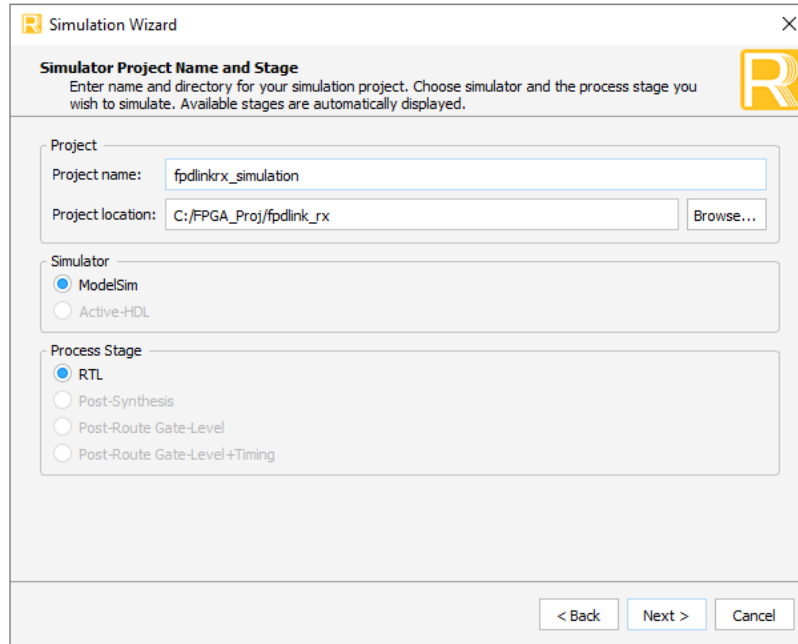 Simulation Wizard
Simulator Project Name and Stage
Enter name and directory for your simulation project. Choose simulator and the process stage you
wish to simulate. Available stages are automatically displayed.
Project
Project name: fpdlinkrx_simulation
Project location: C:/FPGA_Proj/fpdlink_rx Browse...
Simulator
ModelSim
Active-HDL
Process Stage
RTL
Post-Synthesis
Post-Route Gate-Level
Post-Route Gate-Level+Timing
< Back Next > Cancel